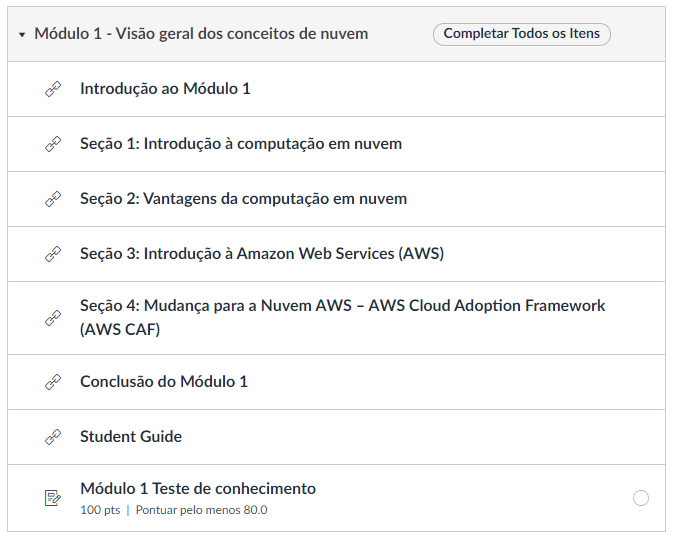 Módulo 1 - Visão geral dos conceitos de nuvem
Completar Todos os Itens
Introdução ao Módulo 1
Seção 1: Introdução à computação em nuvem
Seção 2: Vantagens da computação em nuvem
Seção 3: Introdução à Amazon Web Services (AWS)
Seção 4: Mudança para a Nuvem AWS – AWS Cloud Adoption Framework
(AWS CAF)
Conclusão do Módulo 1
Student Guide
Módulo 1 Teste de conhecimento
100 pts | Pontuar pelo menos 80.0